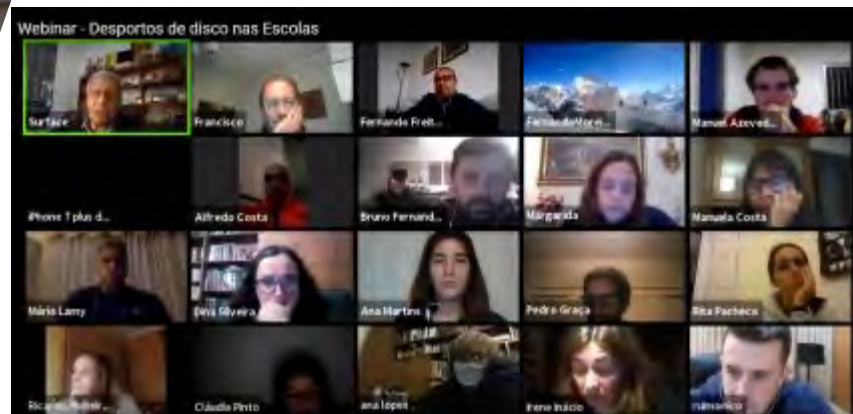 Webinar - Desportos de disco nas Escolas
Surface
Francisco
Fernando Freit...
Manuel Azeved...
iPhone 7 plus d...
Alfredo Costa
Bruno Fernand...
Margarida
Manuela Costa
Mário Lamy
Dina Silveira
Ana Martins
Pedro Graça
Rita Pacheco
Cláudia Pinto
ana lopes
Irene Inácio